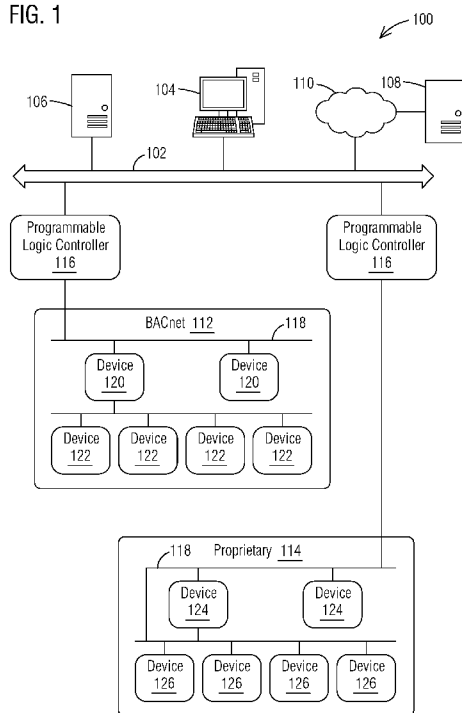 FIG. 1
100
106
104
110
108
102
Programmable
Logic Controller
116
Programmable
Logic Controller
116
BACnet 112
118
Device
120
Device
120
Device
122
Device
122
Device
122
Device
122
118
Proprietary 114
Device
124
Device
124
Device
126
Device
126
Device
126
Device
126